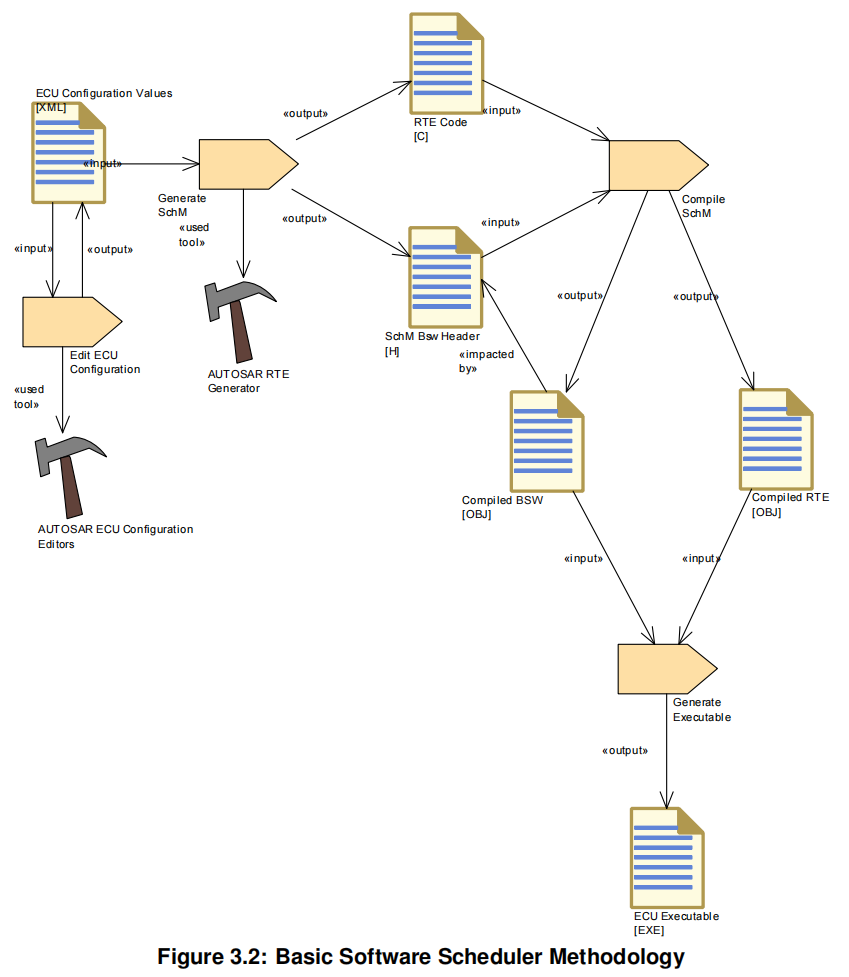 ECU Configuration Values
[XML]
«input»
«output»
RTE Code
[C]
«input»
Generate
SchM
«used
tool»
«output»
«input»
Compile
SchM
«input»
«output»
Edit ECU
Configuration
«used
tool»
AUTOSAR RTE
Generator
SchM Bsw Header
[H]
«impacted
by»
«output»
«output»
AUTOSAR ECU Configuration
Editors
Compiled BSW
[OBJ]
Compiled RTE
[OBJ]
«input»
«input»
Generate
Executable
«output»
ECU Executable
[EXE]
Figure 3.2: Basic Software Scheduler Methodology